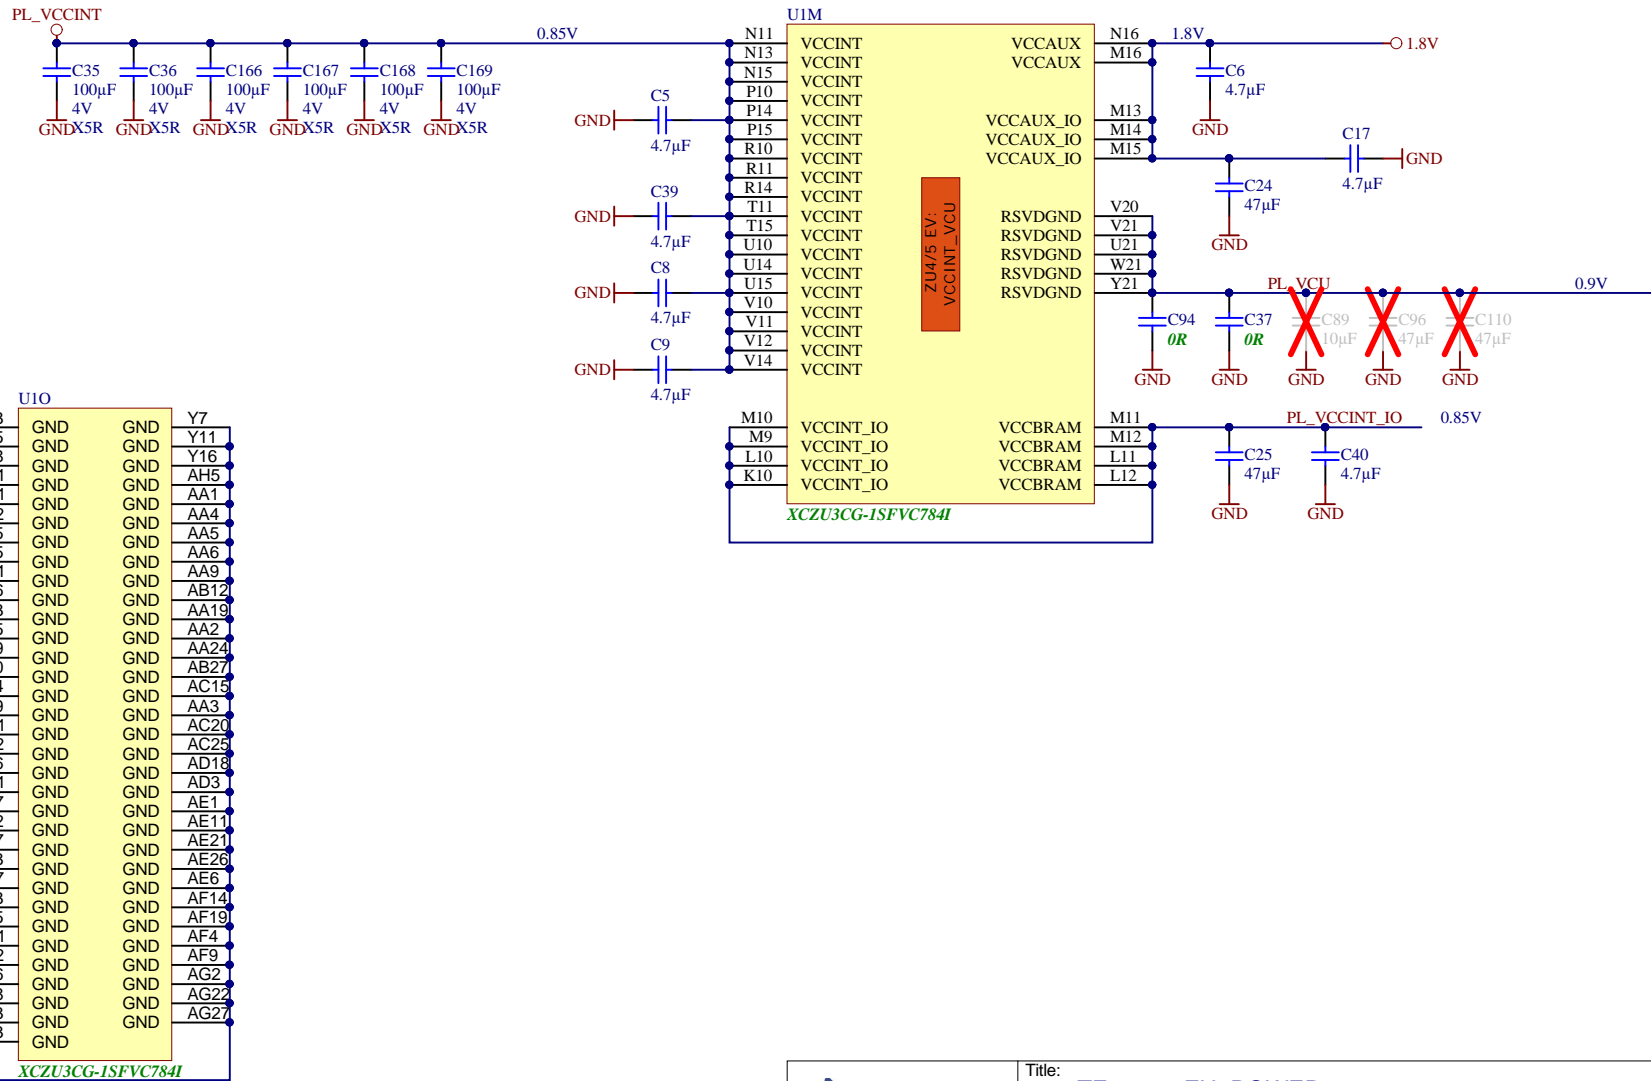 PL_VCCINT
0.85V
C35
100µF
4V
X5R
GND
C36
100µF
4V
X5R
GND
C166
100µF
4V
X5R
GND
C167
100µF
4V
X5R
GND
C168
100µF
4V
X5R
GND
C169
100µF
4V
X5R
GND
GND C5
4.7µF
GND C39
4.7µF
GND C8
4.7µF
GND C9
4.7µF
U1M
N11 VCCINT VCCAUX N16 1.8V 1.8V
N13 VCCINT VCCAUX M16
N15 VCCINT
P10 VCCINT
P14 VCCINT VCCAUX_IO M13
P15 VCCINT VCCAUX_IO M14
R10 VCCINT VCCAUX_IO M15
R11 VCCINT
R14 VCCINT
T11 VCCINT RSVDGND V20
T15 VCCINT RSVDGND V21
U10 VCCINT RSVDGND U21
U14 VCCINT RSVDGND W21
U15 VCCINT RSVDGND Y21
V10 VCCINT
V11 VCCINT
V12 VCCINT
V14 VCCINT
M10 VCCINT_IO VCCBRAM M11
M9 VCCINT_IO VCCBRAM M12
L10 VCCINT_IO VCCBRAM L11
K10 VCCINT_IO VCCBRAM L12
ZU4/5 EV:
VCCINT_VCU
XCZU3CG-1SFVC784I
C6
4.7µF
GND
C17
4.7µF
GND
C24
47µF
GND
PL_VCU
0.9V
C94
0R
GND
C37
0R
GND
C89
10µF
GND
C96
47µF
GND
C110
47µF
GND
PL_VCCINT_IO 0.85V
C25
47µF
GND
C40
4.7µF
GND
U1O
GND GND Y7
GND GND Y11
GND GND Y16
GND GND AH5
GND GND AA1
GND GND AA4
GND GND AA5
GND GND AA6
GND GND AA9
GND GND AB12
GND GND AA19
GND GND AA2
GND GND AA24
GND GND AB27
GND GND AC15
GND GND AA3
GND GND AC20
GND GND AC25
GND GND AD18
GND GND AD3
GND GND AE1
GND GND AE11
GND GND AE21
GND GND AE26
GND GND AE6
GND GND AF14
GND GND AF19
GND GND AF4
GND GND AF9
GND GND AG2
GND GND AG22
GND GND AG27
GND
XCZU3CG-1SFVC784I
Title: